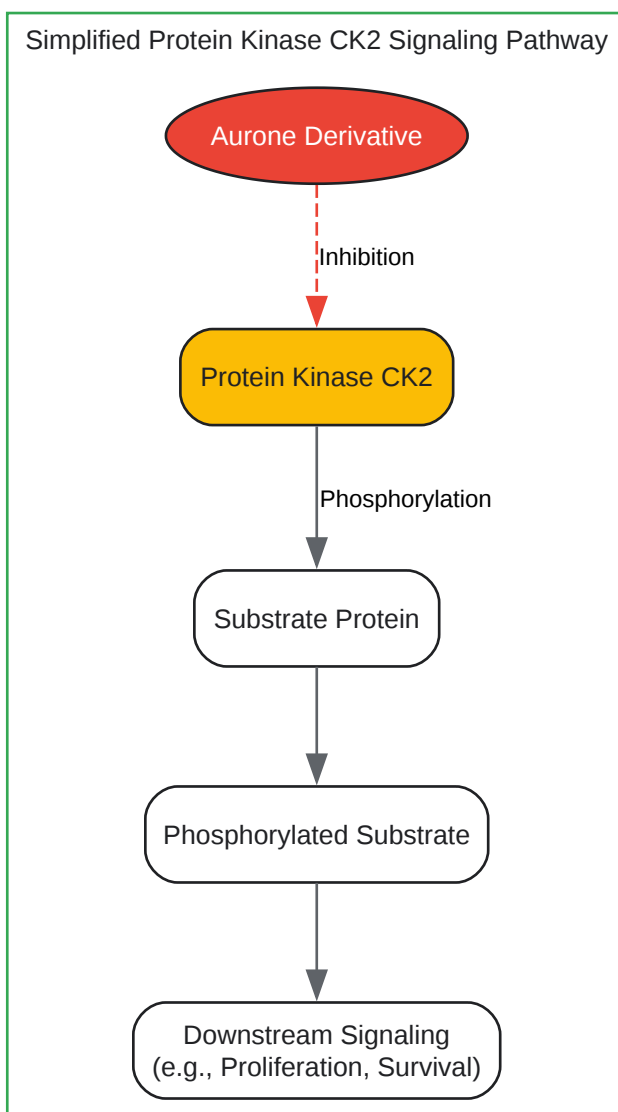 Simplified Protein Kinase CK2 Signaling Pathway
Aurone Derivative
Inhibition
Protein Kinase CK2
Phosphorylation
Substrate Protein
Phosphorylated Substrate
Downstream Signaling
(e.g., Proliferation, Survival)